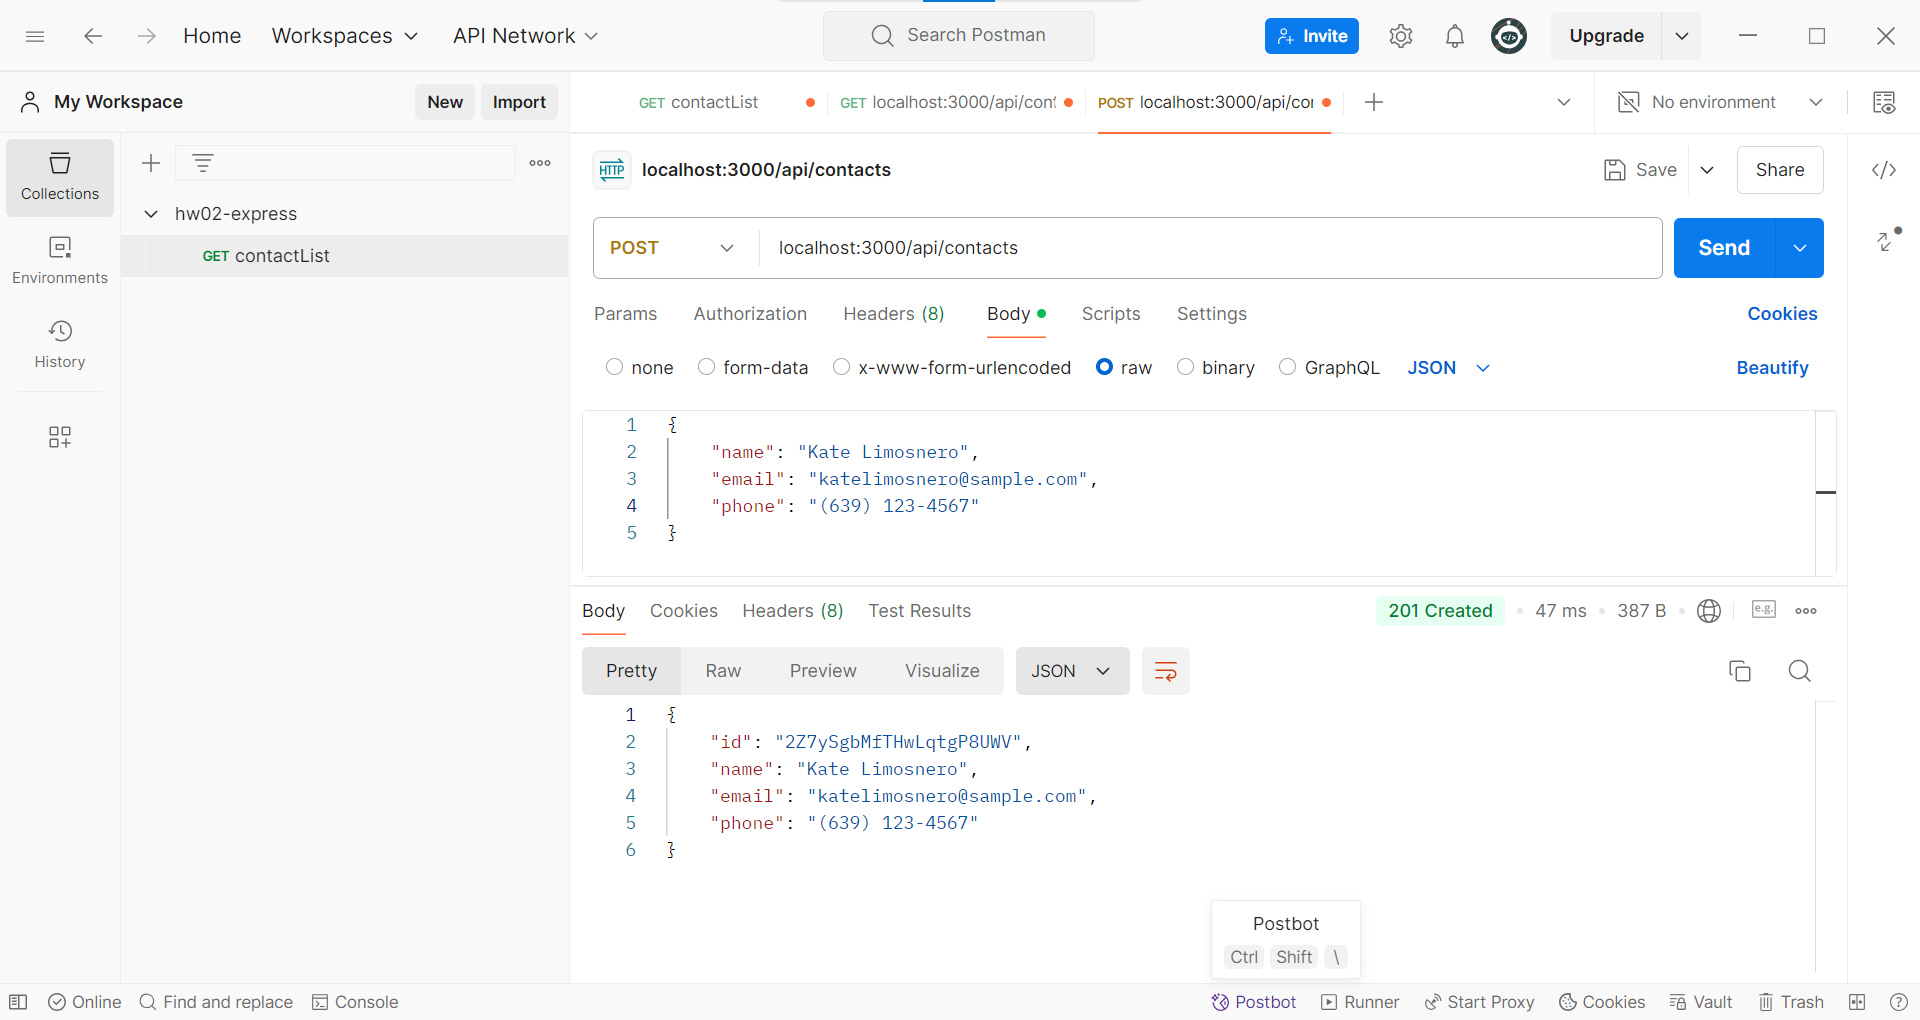 Home
Workspaces
API Network
Search Postman
Invite
Upgrade
My Workspace
New
Import
GET contactList
GET localhost:3000/api/cont
POST localhost:3000/api/cor
No environment
Collections
Environments
History
hw02-express
GET contactList
HTTP
localhost:3000/api/contacts
Save
Share
POST
localhost:3000/api/contacts
Send
Params
Authorization
Headers (8)
Body
Scripts
Settings
Cookies
none
form-data
x-www-form-urlencoded
raw
binary
GraphQL
JSON
Beautify
1 {
2 "name": "Kate Limosnero",
3 "email": "katelimosnero@sample.com",
4 "phone": "(639) 123-4567"
5 }
Body
Cookies
Headers (8)
Test Results
201 Created
47 ms
387 B
e.g.
Pretty
Raw
Preview
Visualize
JSON
1 {
2 "id": "2Z7ySgbMfTHwLqtgP8UWV",
3 "name": "Kate Limosnero",
4 "email": "katelimosnero@sample.com",
5 "phone": "(639) 123-4567"
6 }
Postbot
Ctrl Shift \
Online
Find and replace
Console
Postbot
Runner
Start Proxy
Cookies
Vault
Trash